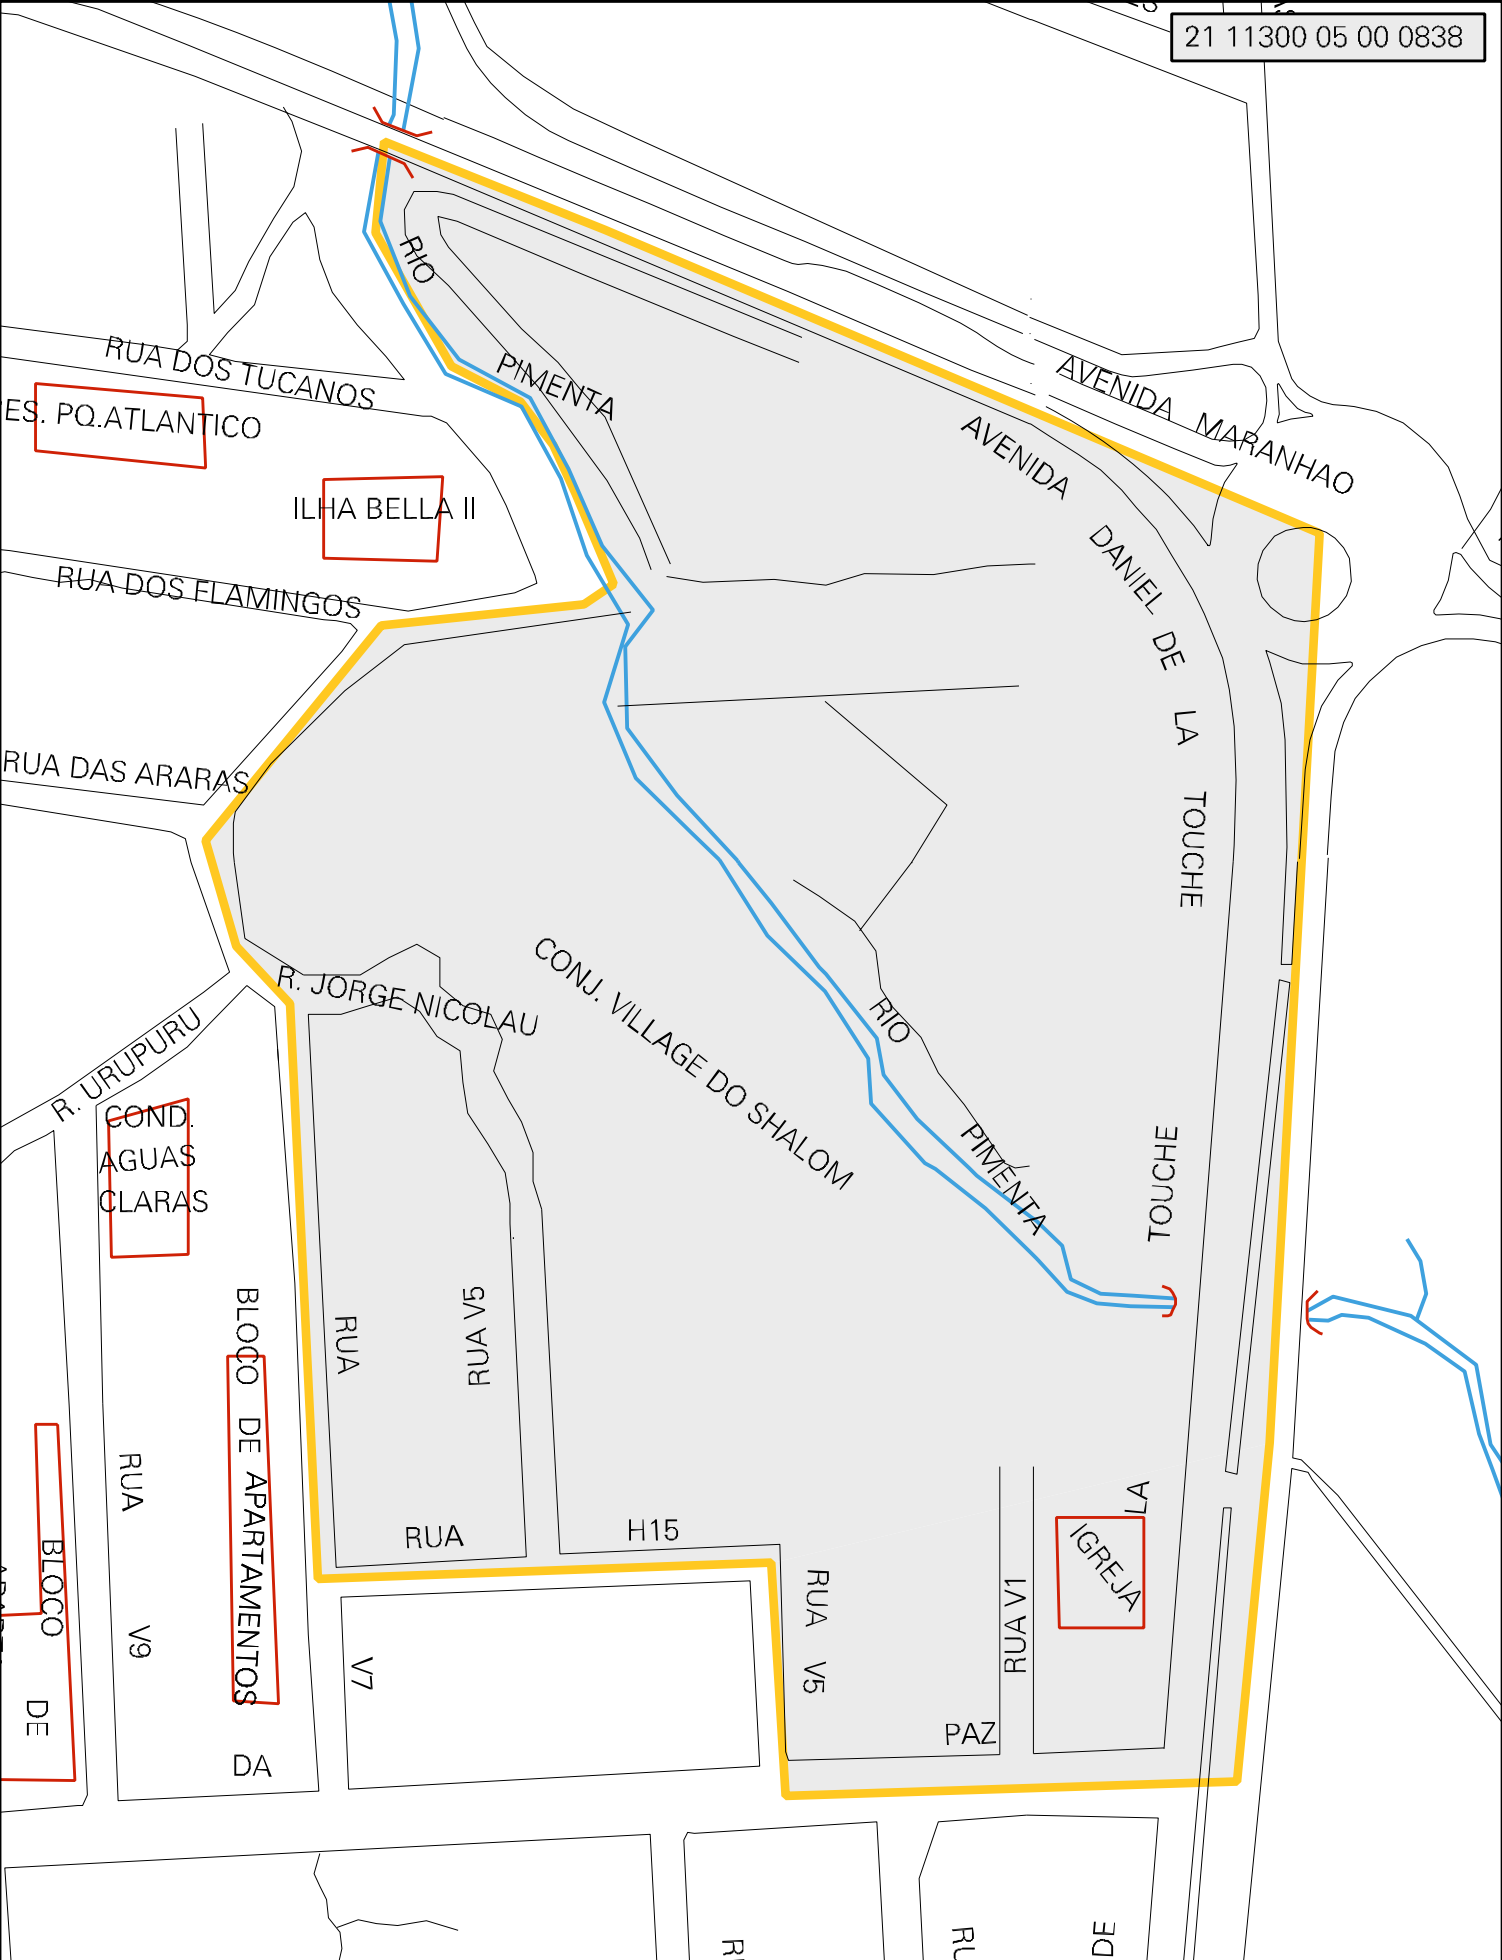 21 11300 05 00 0838
RIO
PIMENTA
RUA DOS TUCANOS
ES. PQ.ATLANTICO
ILHA BELLA II
RUA DOS FLAMINGOS
AVENIDA MARANHAO
AVENIDA DANIEL DE LA TOUCHE
RUA DAS ARARAS
R. JORGE NICOLAU
CONJ. VILLAGE DO SHALOM
RIO
PIMENTA
R. URUPURU
COND.
AGUAS
CLARAS
TOUCHE
LA
BLOCO DE APARTAMENTOS
RUA
RUA V5
RUA V9
BLOCO
DE
RUA H15
IGREJA
RUA V5
RUA V1
V7
PAZ
DA
DE